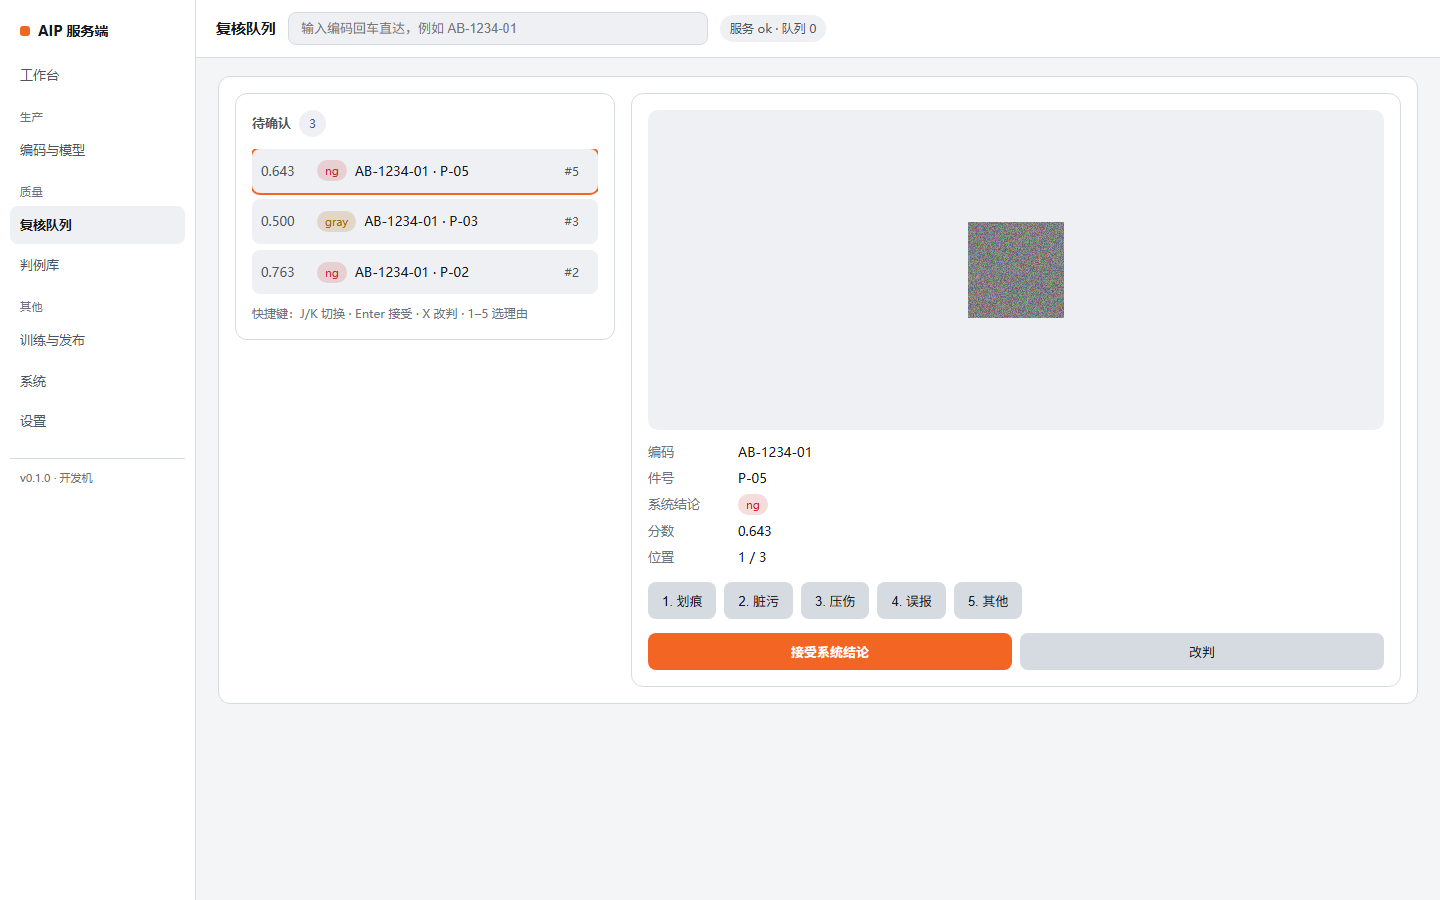 AIP 服务端
工作台
生产
编码与模型
质量
复核队列
判例库
其他
训练与发布
系统
设置
v0.1.0 · 开发机
复核队列
输入编码回车直达，例如 AB-1234-01
服务 ok · 队列 0
待确认 3
0.643 ng AB-1234-01 · P-05 #5
0.500 gray AB-1234-01 · P-03 #3
0.763 ng AB-1234-01 · P-02 #2
快捷键：J/K 切换 · Enter 接受 · X 改判 · 1–5 选理由
编码 AB-1234-01
件号 P-05
系统结论 ng
分数 0.643
位置 1 / 3
1. 划痕 2. 脏污 3. 压伤 4. 误报 5. 其他
接受系统结论 改判